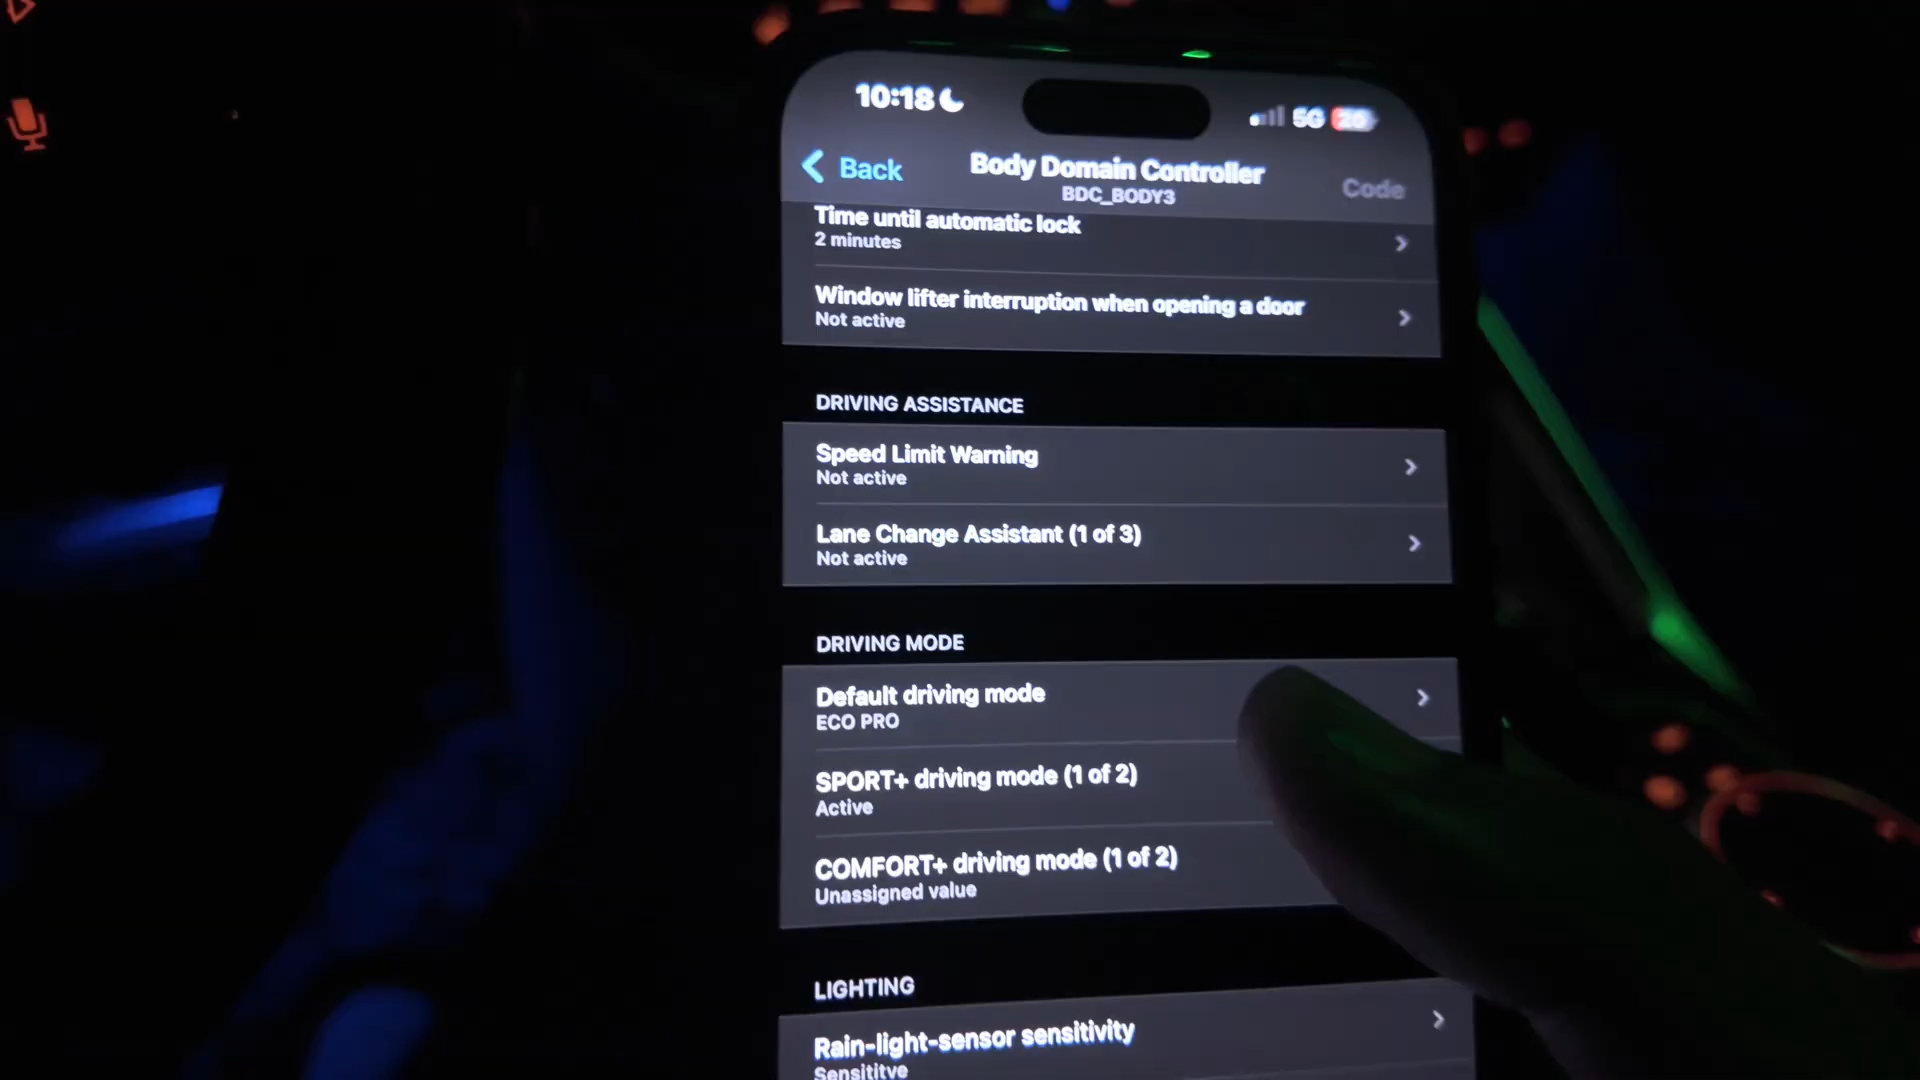 10:18
5G 20
Back
Body Domain Controller
BDC_BODY3
Code
Time until automatic lock
2 minutes
Window lifter interruption when opening a door
Not active
DRIVING ASSISTANCE
Speed Limit Warning
Not active
Lane Change Assistant (1 of 3)
Not active
DRIVING MODE
Default driving mode
ECO PRO
SPORT+ driving mode (1 of 2)
Active
COMFORT+ driving mode (1 of 2)
Unassigned value
LIGHTING
Rain-light-sensor sensitivity
Sensititve